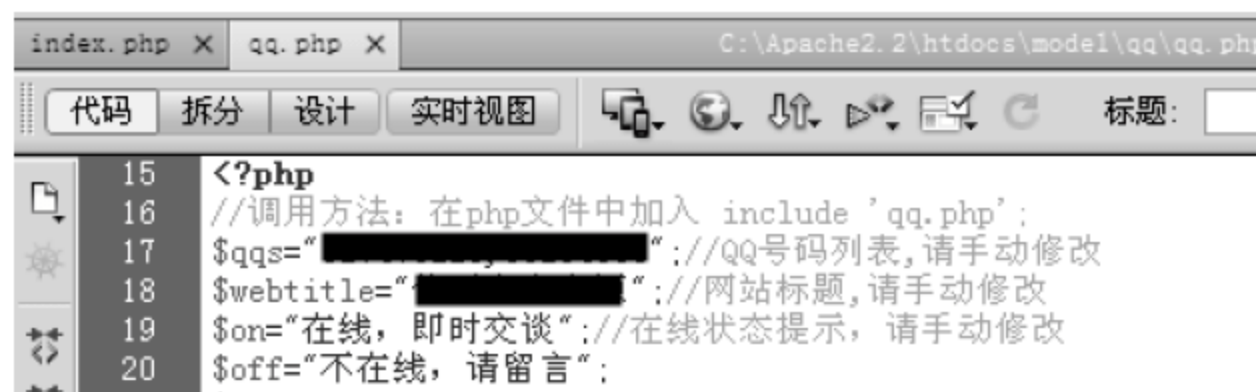 index.php × qq.php × C:\Apache2.2\htdocs\model\qq\qq.php
代码 拆分 设计 实时视图 标题:
15 <?php
16 //调用方法：在php文件中加入 include 'qq.php';
17 $qqs="";//QQ号码列表,请手动修改
18 $webtitle="";//网站标题,请手动修改
19 $on="在线，即时交谈";//在线状态提示，请手动修改
20 $off="不在线，请留言";